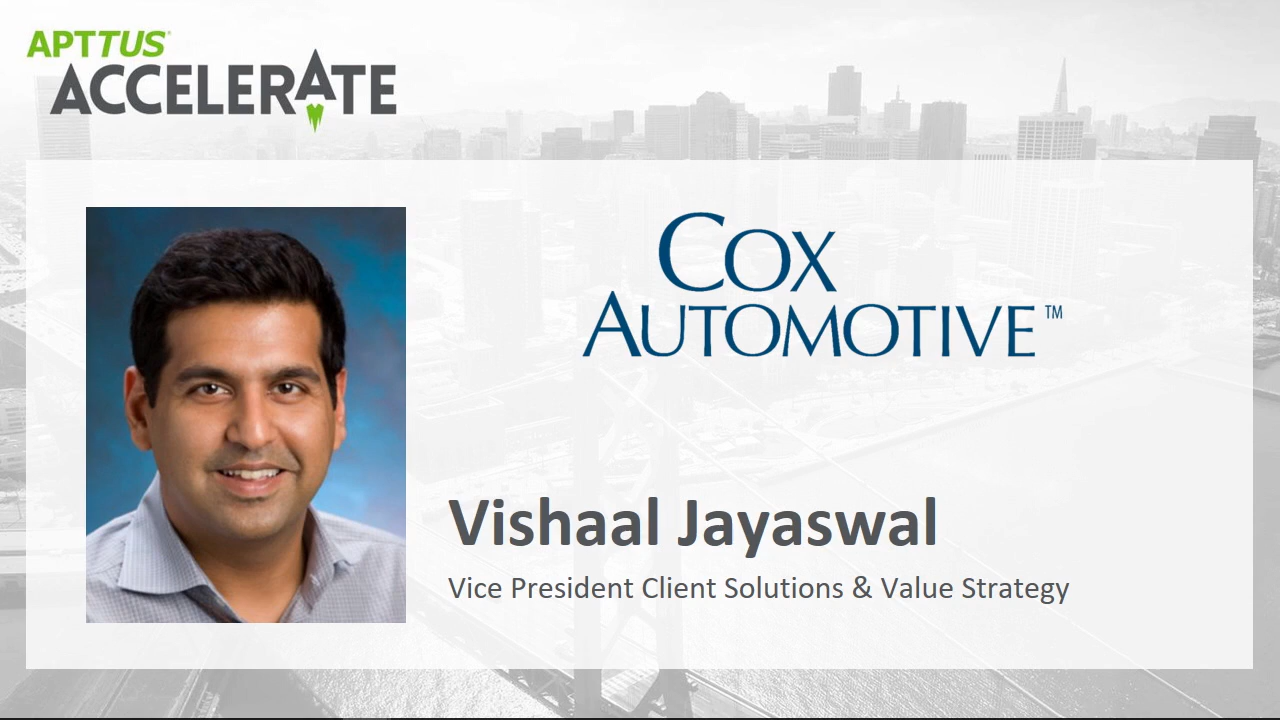 APTTUS®
ACCELERATE
COX
AUTOMOTIVE™
Vishaal Jayaswal
Vice President Client Solutions & Value Strategy